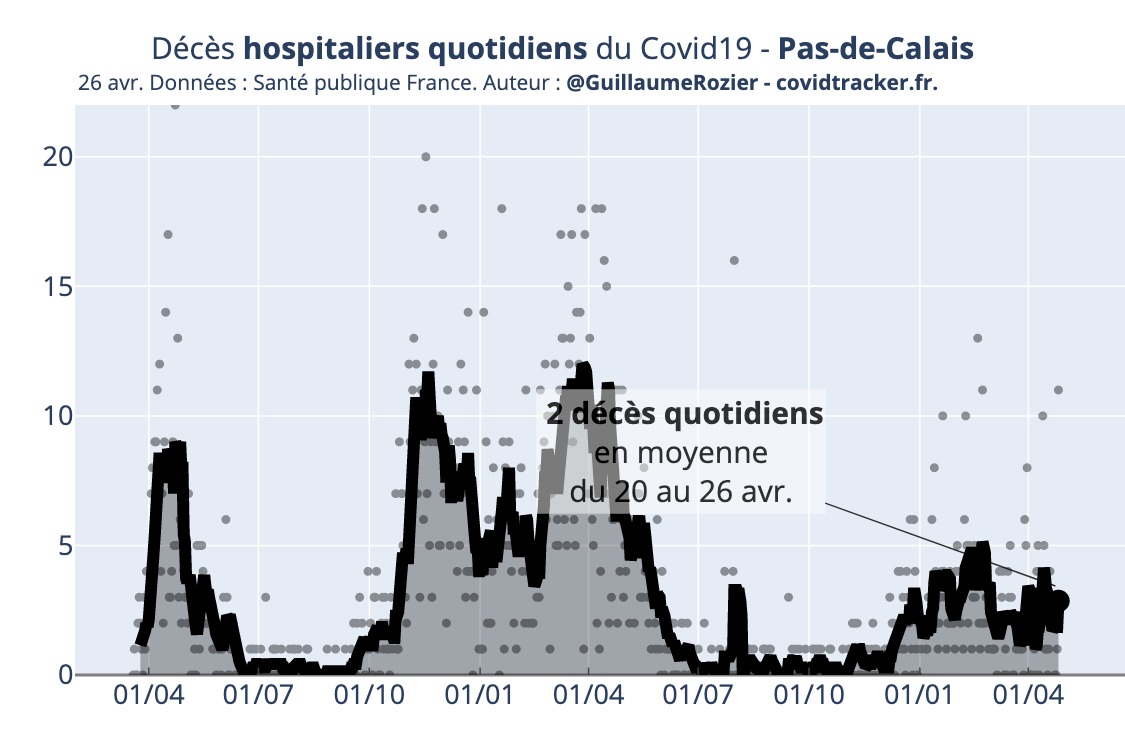 Décès hospitaliers quotidiens du Covid19 - Pas-de-Calais
26 avr. Données : Santé publique France. Auteur : @GuillaumeRozier - covidtracker.fr.
20
15
10
5
0
2 décès quotidiens
en moyenne
du 20 au 26 avr.
01/04 01/07 01/10 01/01 01/04 01/07 01/10 01/01 01/04